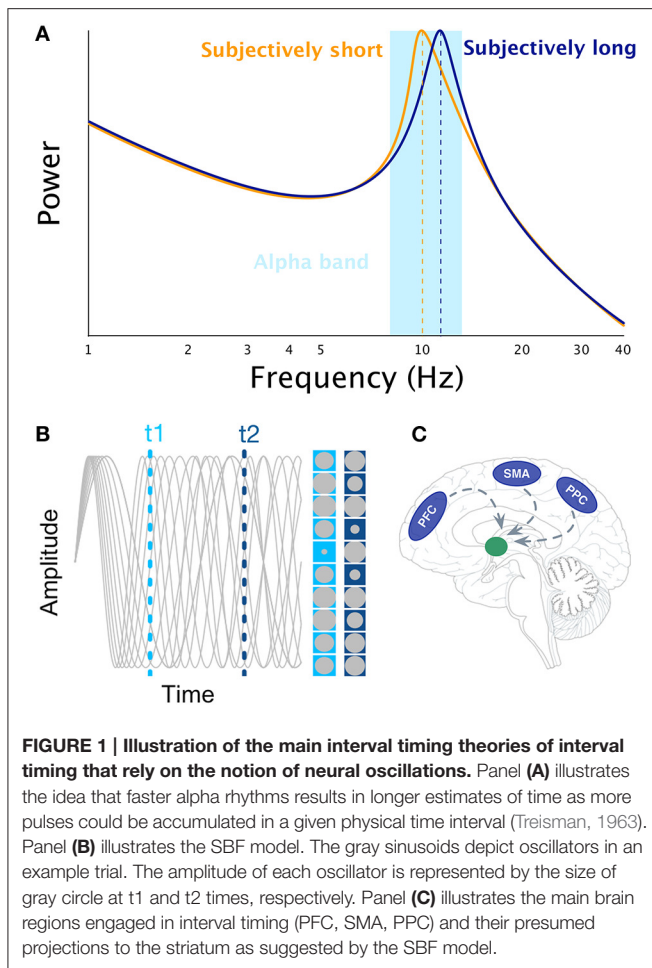 A
Subjectively short
Subjectively long
Power
Alpha band
1 2 3 4 5 10 20 30 40
Frequency (Hz)
B
t1 t2
Amplitude
Time
C
SMA
PFC
PPC
FIGURE 1 | Illustration of the main interval timing theories of interval
timing that rely on the notion of neural oscillations. Panel (A) illustrates
the idea that faster alpha rhythms results in longer estimates of time as more
pulses could be accumulated in a given physical time interval (Treisman, 1963).
Panel (B) illustrates the SBF model. The gray sinusoids depict oscillators in an
example trial. The amplitude of each oscillator is represented by the size of
gray circle at t1 and t2 times, respectively. Panel (C) illustrates the main brain
regions engaged in interval timing (PFC, SMA, PPC) and their presumed
projections to the striatum as suggested by the SBF model.